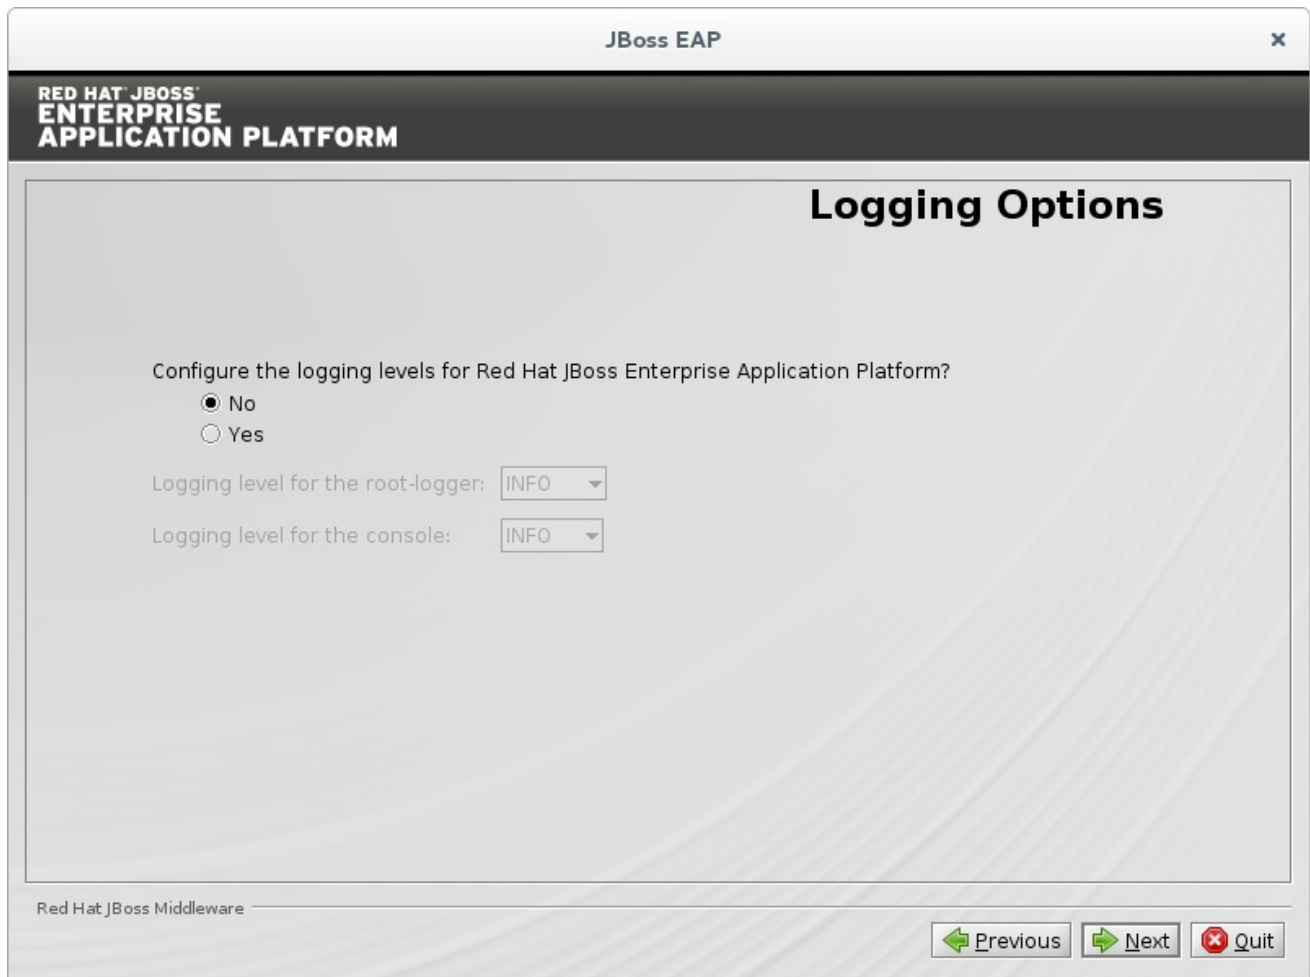 JBoss EAP
RED HAT JBOSS
ENTERPRISE
APPLICATION PLATFORM
Logging Options
Configure the logging levels for Red Hat JBoss Enterprise Application Platform?
No
Yes
Logging level for the root-logger: INFO
Logging level for the console: INFO
Red Hat JBoss Middleware
Previous Next Quit